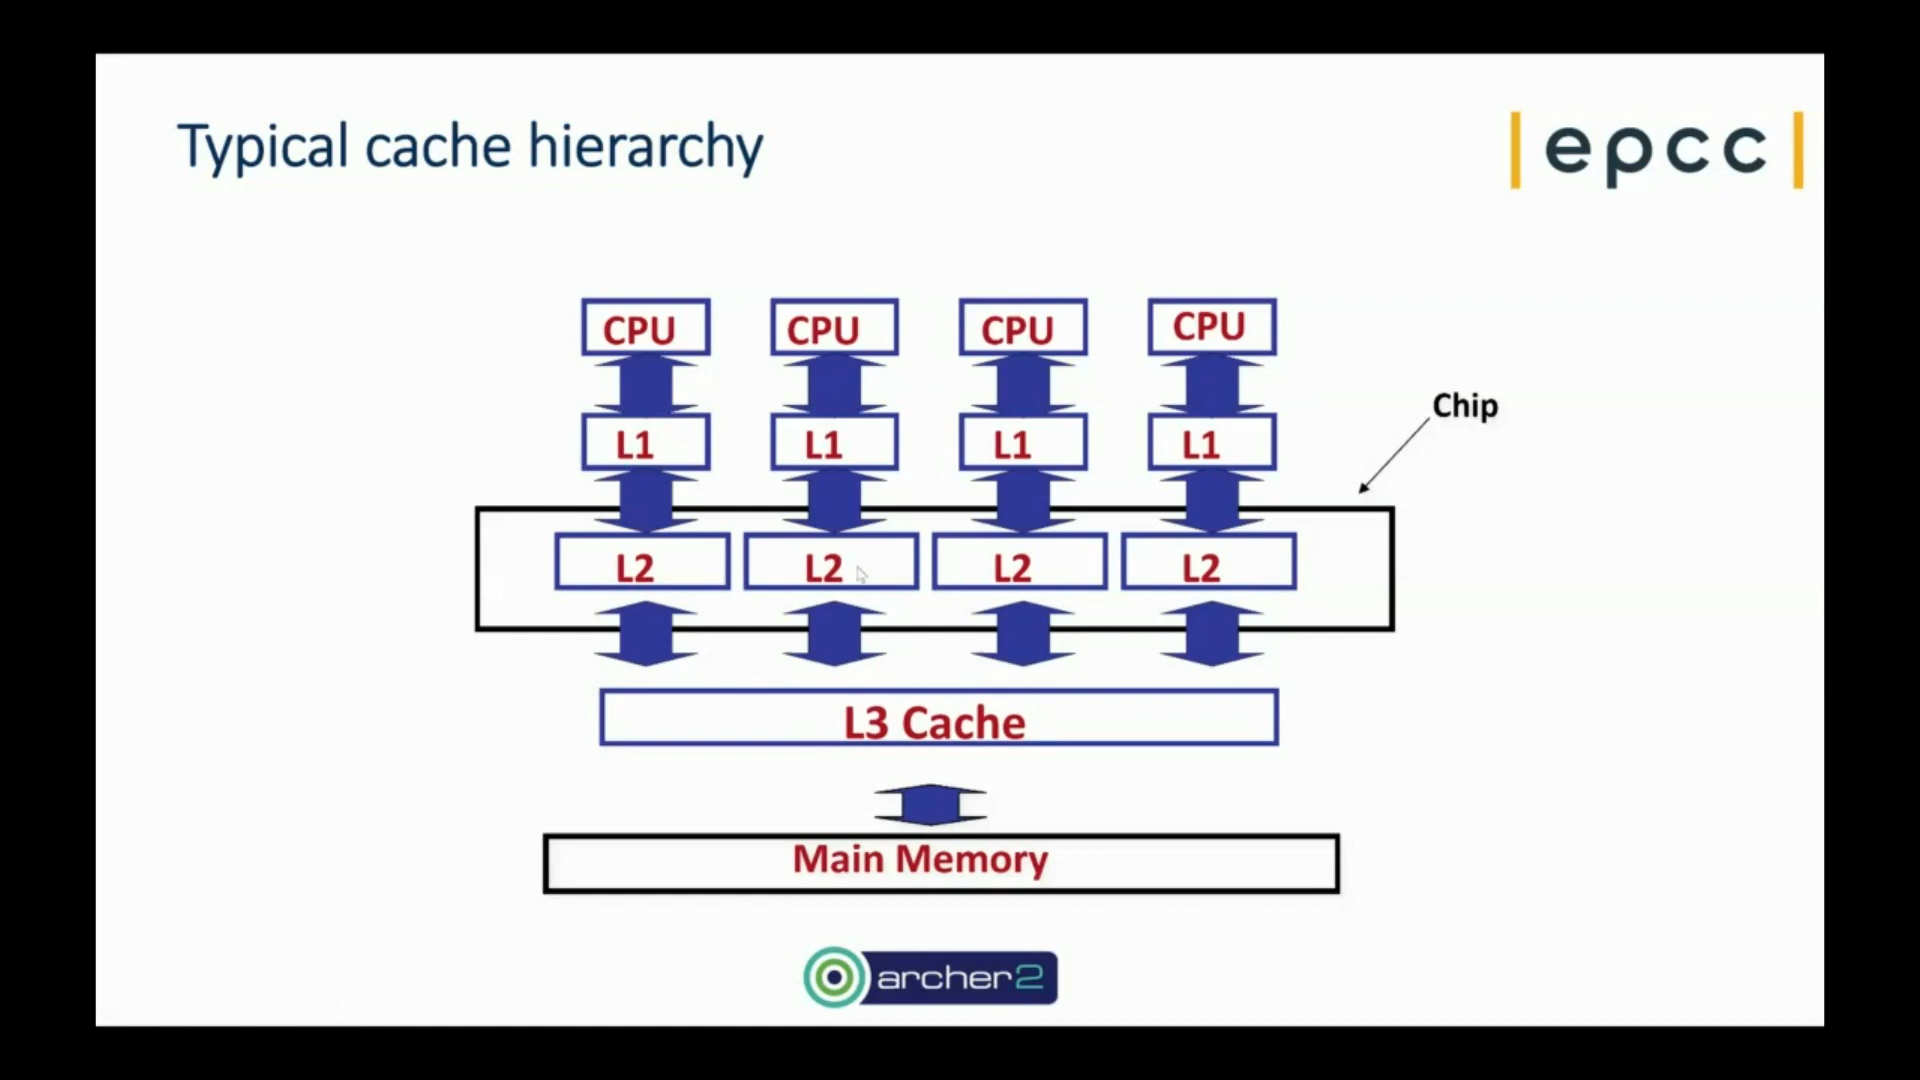 Typical cache hierarchy
epcc
CPU CPU CPU CPU
Chip
L1 L1 L1 L1
L2 L2 L2 L2
L3 Cache
Main Memory
archer2